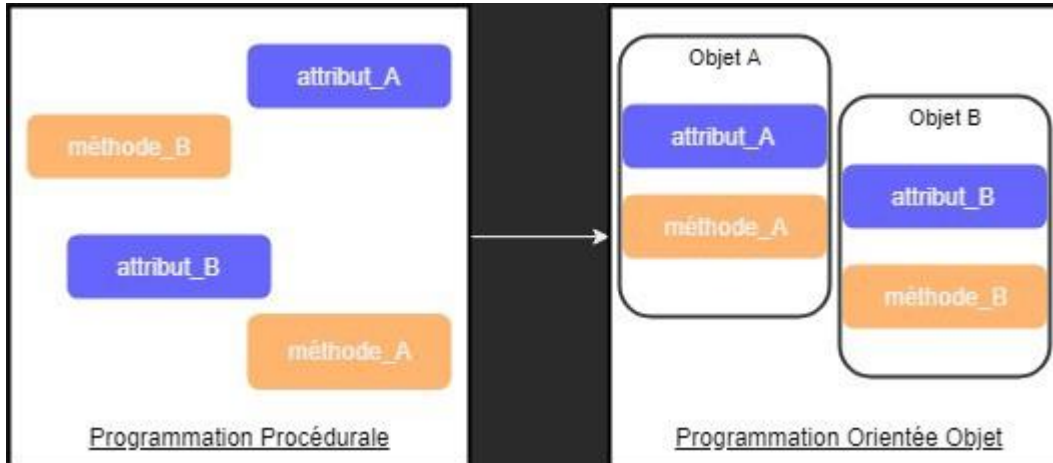 attribut_A
méthode_B
attribut_B
méthode_A
Programmation Procédurale
Objet A
attribut_A
méthode_A
Objet B
attribut_B
méthode_B
Programmation Orientée Objet